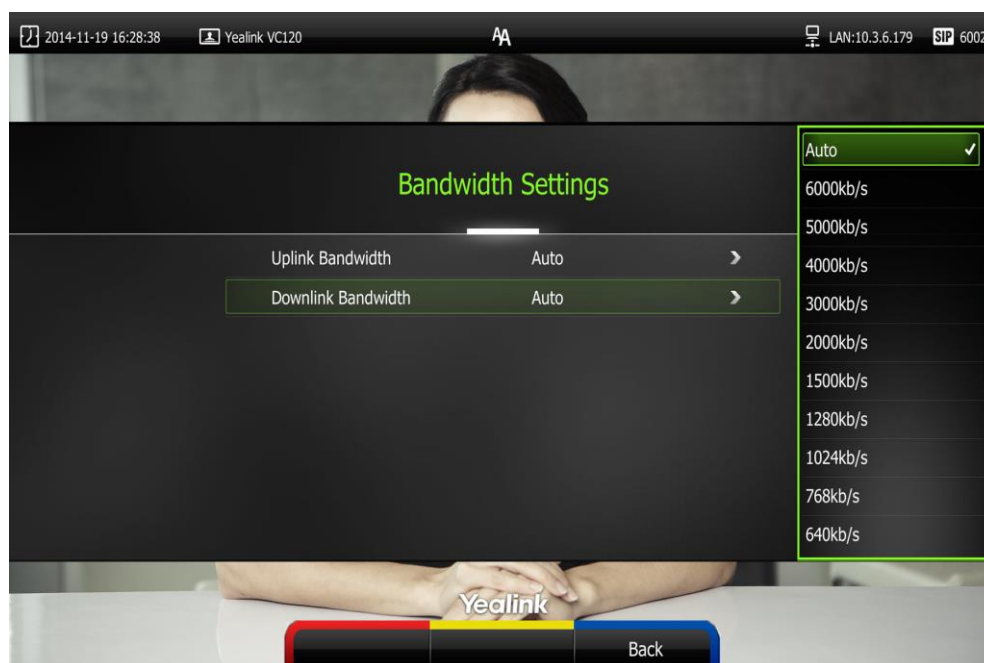 2014-11-19 16:28:38 Yealink VC120 AA LAN:10.3.6.179 SIP 6002
Bandwidth Settings
Uplink Bandwidth Auto
Downlink Bandwidth Auto
Auto
6000kb/s
5000kb/s
4000kb/s
3000kb/s
2000kb/s
1500kb/s
1280kb/s
1024kb/s
768kb/s
640kb/s
Yealink
Back